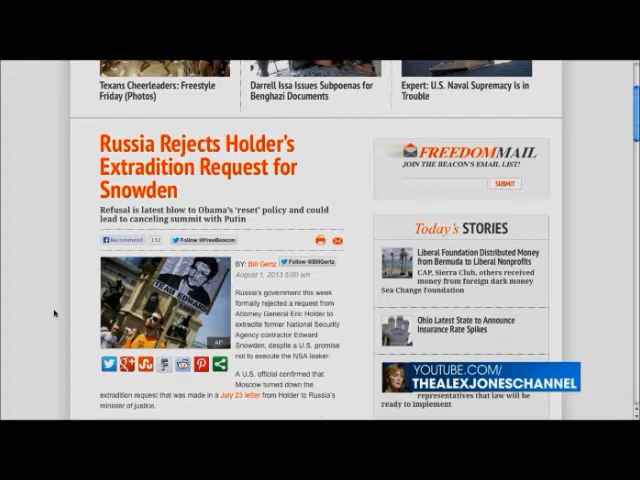 Texans Cheerleaders: Freestyle
Friday (Photos)
Darrell Issa Issues Subpoenas for
Benghazi Documents
Expert: U.S. Naval Supremacy Is in
Trouble
Russia Rejects Holder's
Extradition Request for
Snowden
Refusal is latest blow to Obama's 'reset' policy and could
lead to canceling summit with Putin
Recommend 132 Follow @FreeBeacon
TEAM EDWARD
AP
BY: Bill Gertz Follow @BillGertz
August 1, 2013 5:00 am
Russia's government this week
formally rejected a request from
Attorney General Eric Holder to
extradite former National Security
Agency contractor Edward
Snowden, despite a U.S. promise
not to execute the NSA leaker.
A U.S. official confirmed that
Moscow turned down the
extradition request that was made in a July 23 letter from Holder to Russia's
minister of justice.
FREEDOMMAIL
JOIN THE BEACON'S EMAIL LIST!
SUBMIT
Today's STORIES
Liberal Foundation Distributed Money
from Bermuda to Liberal Nonprofits
CAP, Sierra Club, others received
money from foreign dark money
Sea Change Foundation
Ohio Latest State to Announce
Insurance Rate Spikes
YOUTUBE.COM/
THEALEXJONESCHANNEL
representatives that law will be
ready to implement